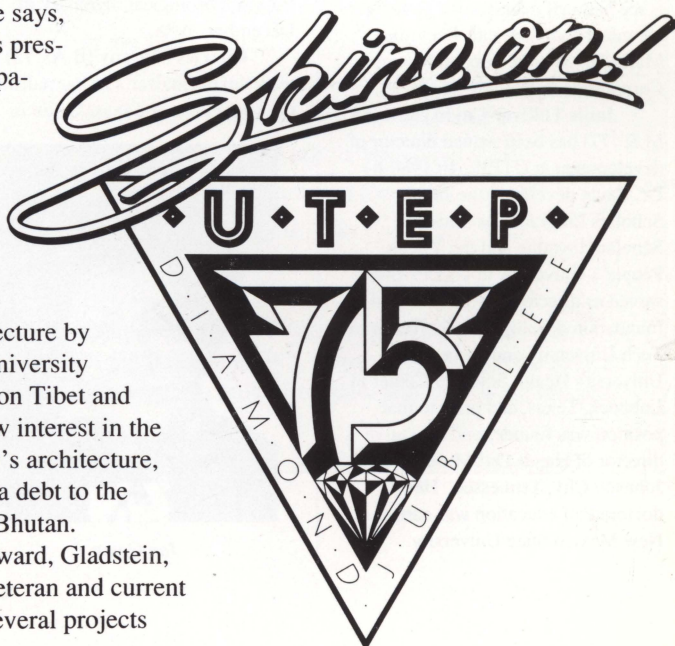 e says,
s pres-
pa-
Shine on!
U•T•E•P
DIAMOND JUBILEE
75
ecture by
niversity
on Tibet and
w interest in the
's architecture,
a debt to the
Bhutan.
ward, Gladstein,
eteran and current
everal projects